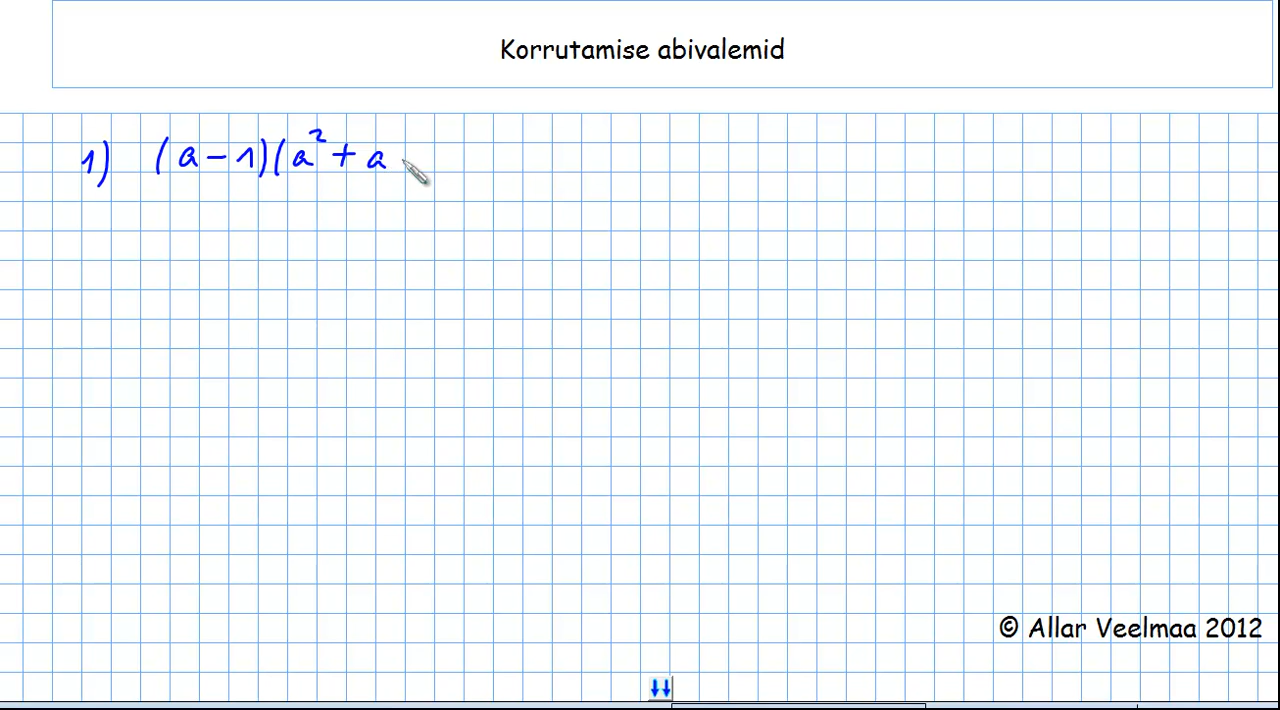 Korrutamise abivalemid
1) (a - 1)(a² + a
© Allar Veelmaa 2012